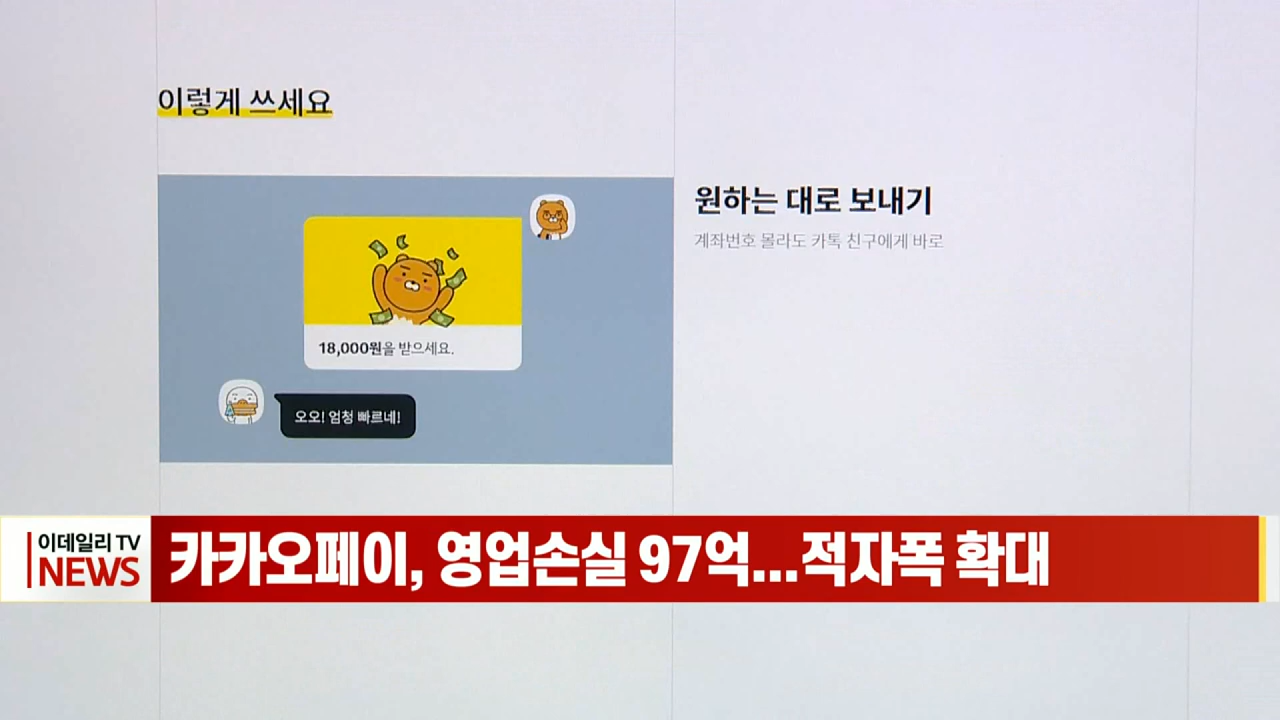 이렇게 쓰세요
원하는 대로 보내기
계좌번호 몰라도 카톡 친구에게 바로
18,000원을 받으세요.
오오! 엄청 빠르네!
이데일리 TV
NEWS
카카오페이, 영업손실 97억...적자폭 확대